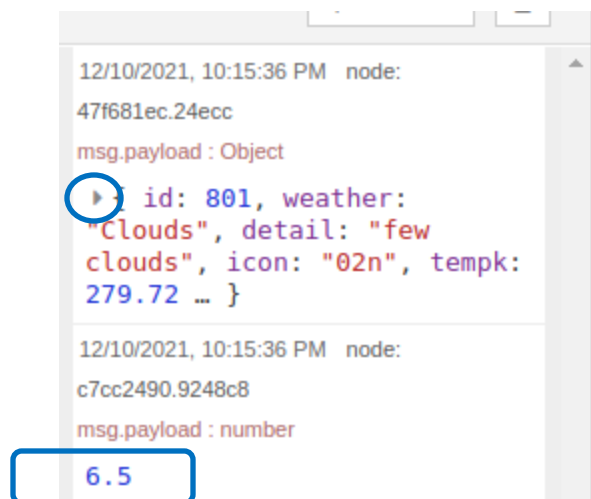 12/10/2021, 10:15:36 PM node:
47f681ec.24ecc
msg.payload : Object
{ id: 801, weather:
"Clouds", detail: "few
clouds", icon: "02n", tempk:
279.72 … }
12/10/2021, 10:15:36 PM node:
c7cc2490.9248c8
msg.payload : number
6.5